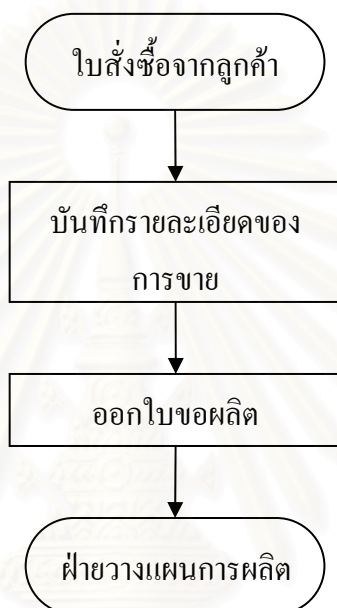 ใบสั่งซื้อจากลูกค้า
บันทึกรายละเอียดของ
การขาย
ออกใบขอผลิต
ฝ่ายวางแผนการผลิต